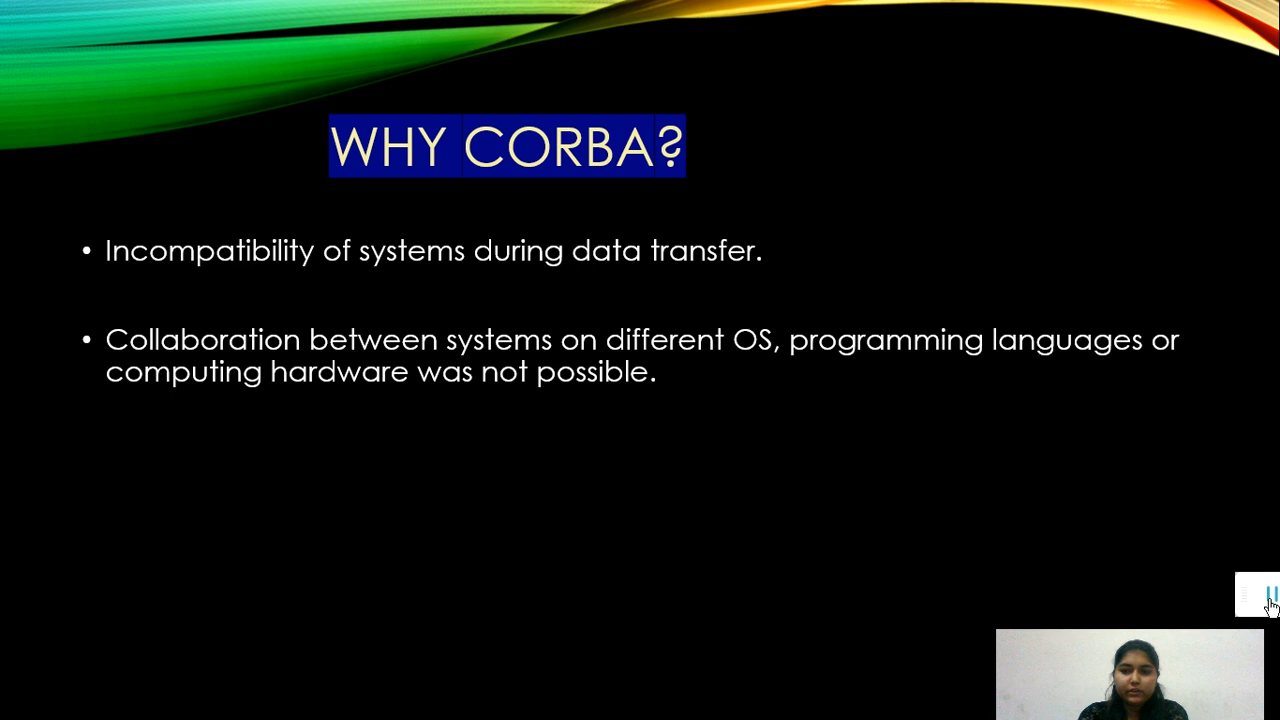 WHY CORBA?
• Incompatibility of systems during data transfer.
• Collaboration between systems on different OS, programming languages or
computing hardware was not possible.